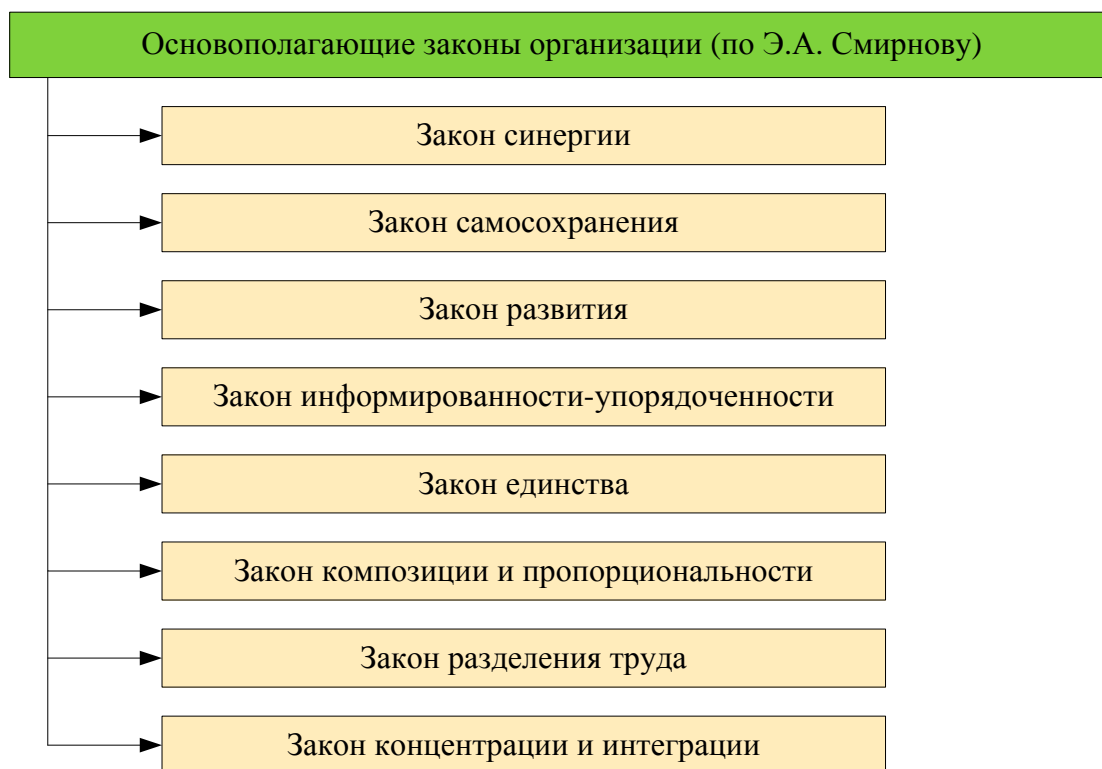 Основополагающие законы организации (по Э.А. Смирнову)
Закон синергии
Закон самосохранения
Закон развития
Закон информированности-упорядоченности
Закон единства
Закон композиции и пропорциональности
Закон разделения труда
Закон концентрации и интеграции